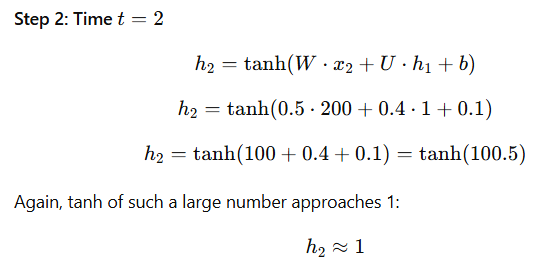 Step 2: Time t = 2
h₂ = tanh(W · x₂ + U · h₁ + b)
h₂ = tanh(0.5 · 200 + 0.4 · 1 + 0.1)
h₂ = tanh(100 + 0.4 + 0.1) = tanh(100.5)
Again, tanh of such a large number approaches 1:
h₂ ≈ 1